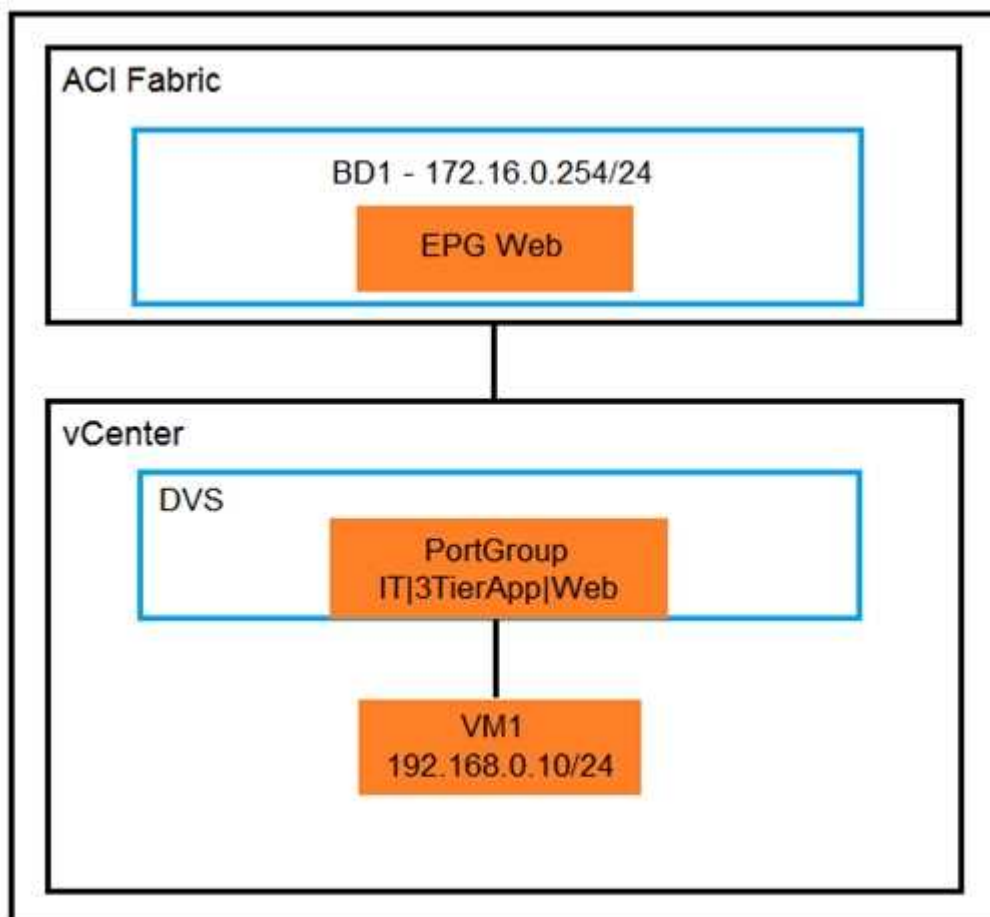 ACI Fabric
BD1 - 172.16.0.254/24
EPG Web
vCenter
DVS
PortGroup
IT|3TierApp|Web
VM1
192.168.0.10/24